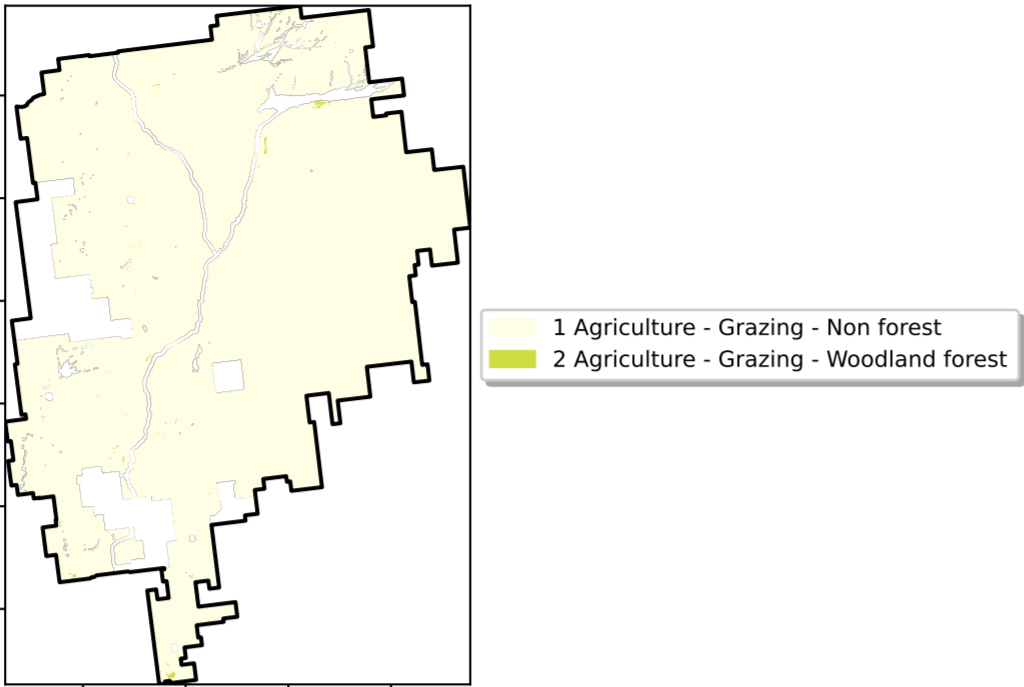 1 Agriculture - Grazing - Non forest
2 Agriculture - Grazing - Woodland forest